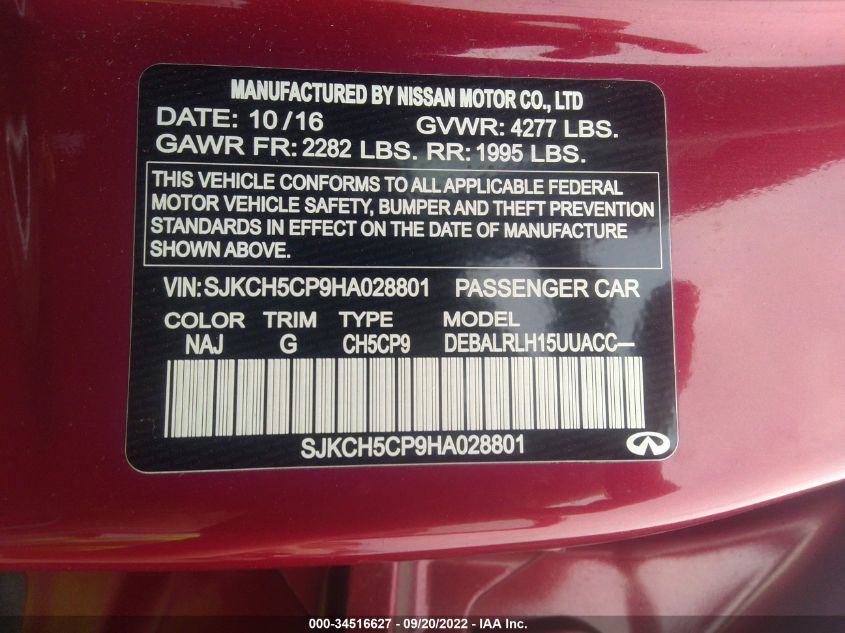 MANUFACTURED BY NISSAN MOTOR CO., LTD
DATE: 10 /16 GVWR: 4277 LBS.
GAWR FR: 2282 LBS. RR: 1995 LBS.
THIS VEHICLE CONFORMS TO ALL APPLICABLE FEDERAL
MOTOR VEHICLE SAFETY, BUMPER AND THEFT PREVENTION
STANDARDS IN EFFECT ON THE DATE OF MANUFACTURE
SHOWN ABOVE.
VIN: SJKCH5CP9HA028801 PASSENGER CAR
COLOR TRIM TYPE MODEL
NAJ G CH5CP9 DEBALRLH15UUACC—
SJKCH5CP9HA028801
000-34516627 - 09/20/2022 - IAA Inc.